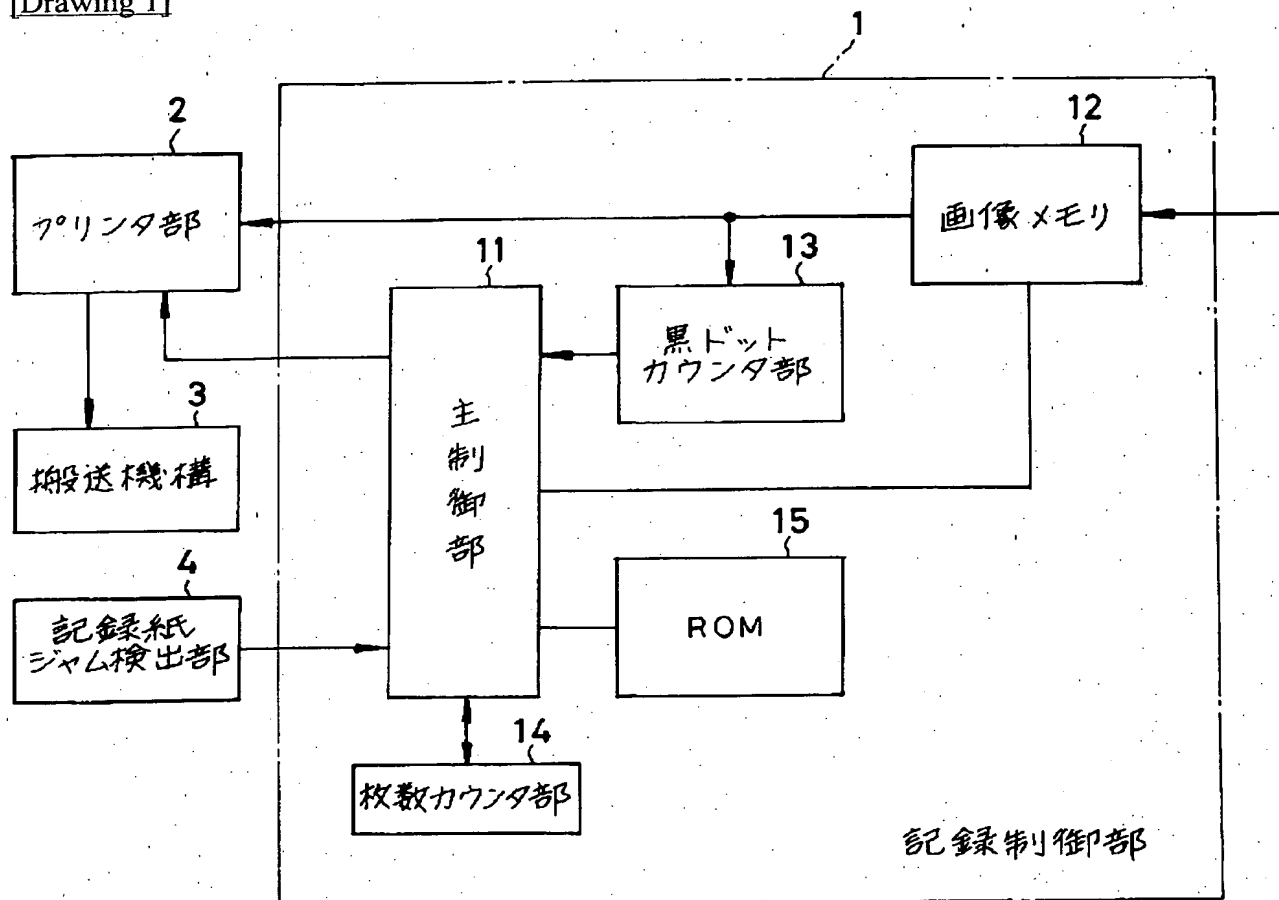 [Drawing 1]
1
2
12
プリンタ部
画像メモリ
11
13
黒ドット
カウンタ部
3
主制御部
搬送機構
15
4
ROM
記録紙
ジャム検出部
14
枚数カウンタ部
記録制御部